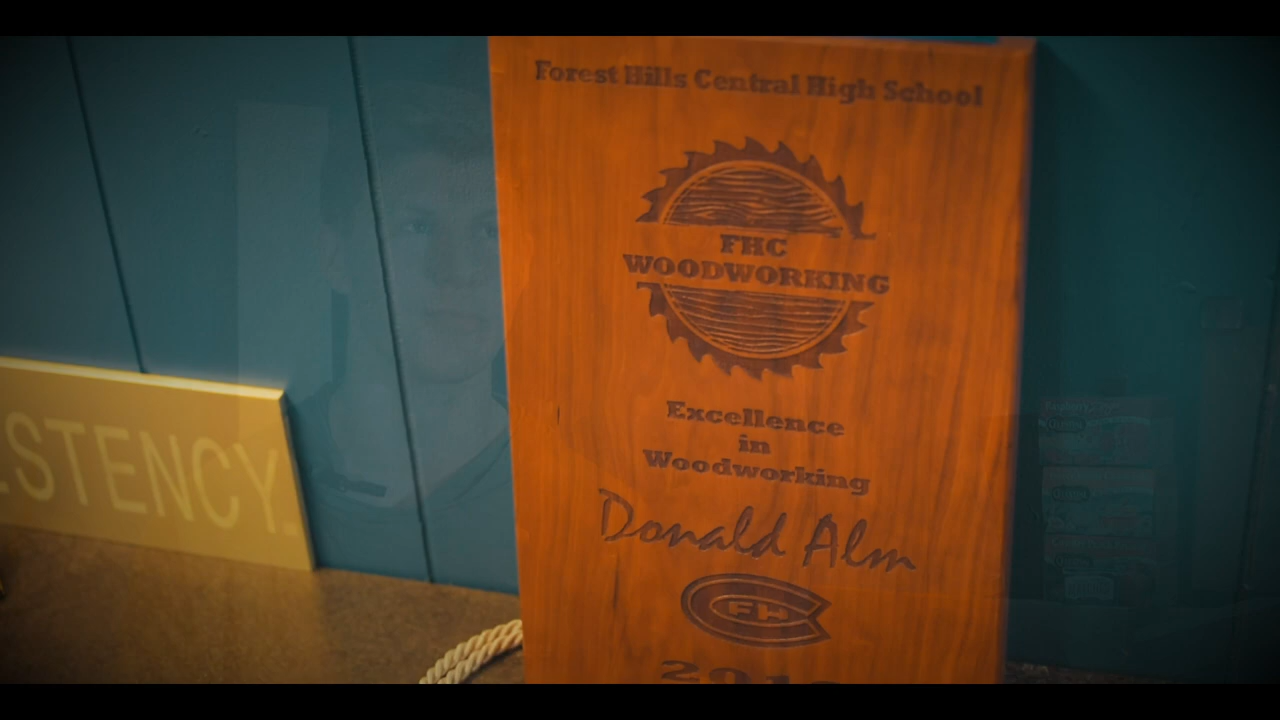 Forest Hills Central High School
FHC
WOODWORKING
Excellence
in
Woodworking
Donald Alm
FH
STENCY.